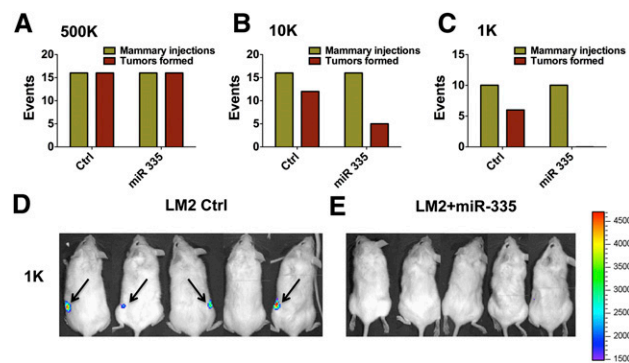 A
500K
Mammary injections
Tumors formed
Events
20
15
10
5
0
Ctrl
miR 335
B
10K
Mammary injections
Tumors formed
Events
20
15
10
5
0
Ctrl
miR 335
C
1K
Mammary injections
Tumors formed
Events
15
10
5
0
Ctrl
miR 335
D
LM2 Ctrl
1K
E
LM2+miR-335
4500
4000
3500
3000
2500
2000
1500